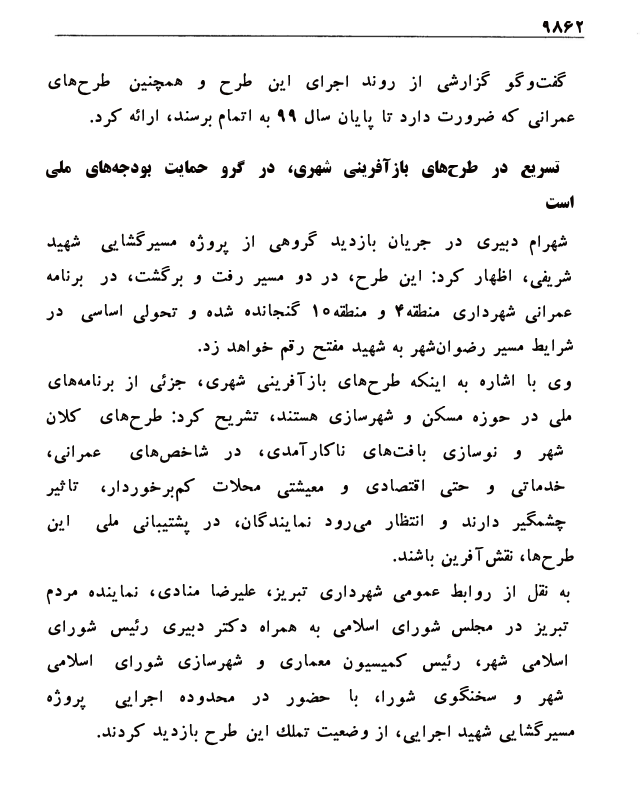 ۹۸۶۲
گفت‌وگو گزارشی از روند اجرای این طرح و همچنین طرح‌های
عمرانی که ضرورت دارد تا پایان سال ۹۹ به اتمام برسند، ارائه کرد.
تسریع در طرح‌های بازآفرینی شهری، در گرو حمایت بودجه‌های ملی
است
شهرام دبیری در جریان بازدید گروهی از پروژه مسیرگشایی شهید
شریفی، اظهار کرد: این طرح، در دو مسیر رفت و برگشت، در برنامه
عمرانی شهرداری منطقه۴ و منطقه۱۰ گنجانده شده و تحولی اساسی در
شرایط مسیر رضوان‌شهر به شهید مفتح رقم خواهد زد.
وی با اشاره به اینکه طرح‌های بازآفرینی شهری، جزئی از برنامه‌های
ملی در حوزه مسکن و شهرسازی هستند، تشریح کرد: طرح‌های کلان
شهر و نوسازی بافت‌های ناکارآمدی، در شاخص‌های عمرانی،
خدماتی و حتی اقتصادی و معیشتی محلات کم‌برخوردار، تاثیر
چشمگیر دارند و انتظار می‌رود نمایندگان، در پشتیبانی ملی این
طرح‌ها، نقش‌آفرین باشند.
به نقل از روابط عمومی شهرداری تبریز، علیرضا منادی، نماینده مردم
تبریز در مجلس شورای اسلامی به همراه دکتر دبیری رئیس شورای
اسلامی شهر، رئیس کمیسیون معماری و شهرسازی شورای اسلامی
شهر و سخنگوی شورا، با حضور در محدوده اجرایی پروژه
مسیرگشایی شهید اجرایی، از وضعیت تملك این طرح بازدید کردند.